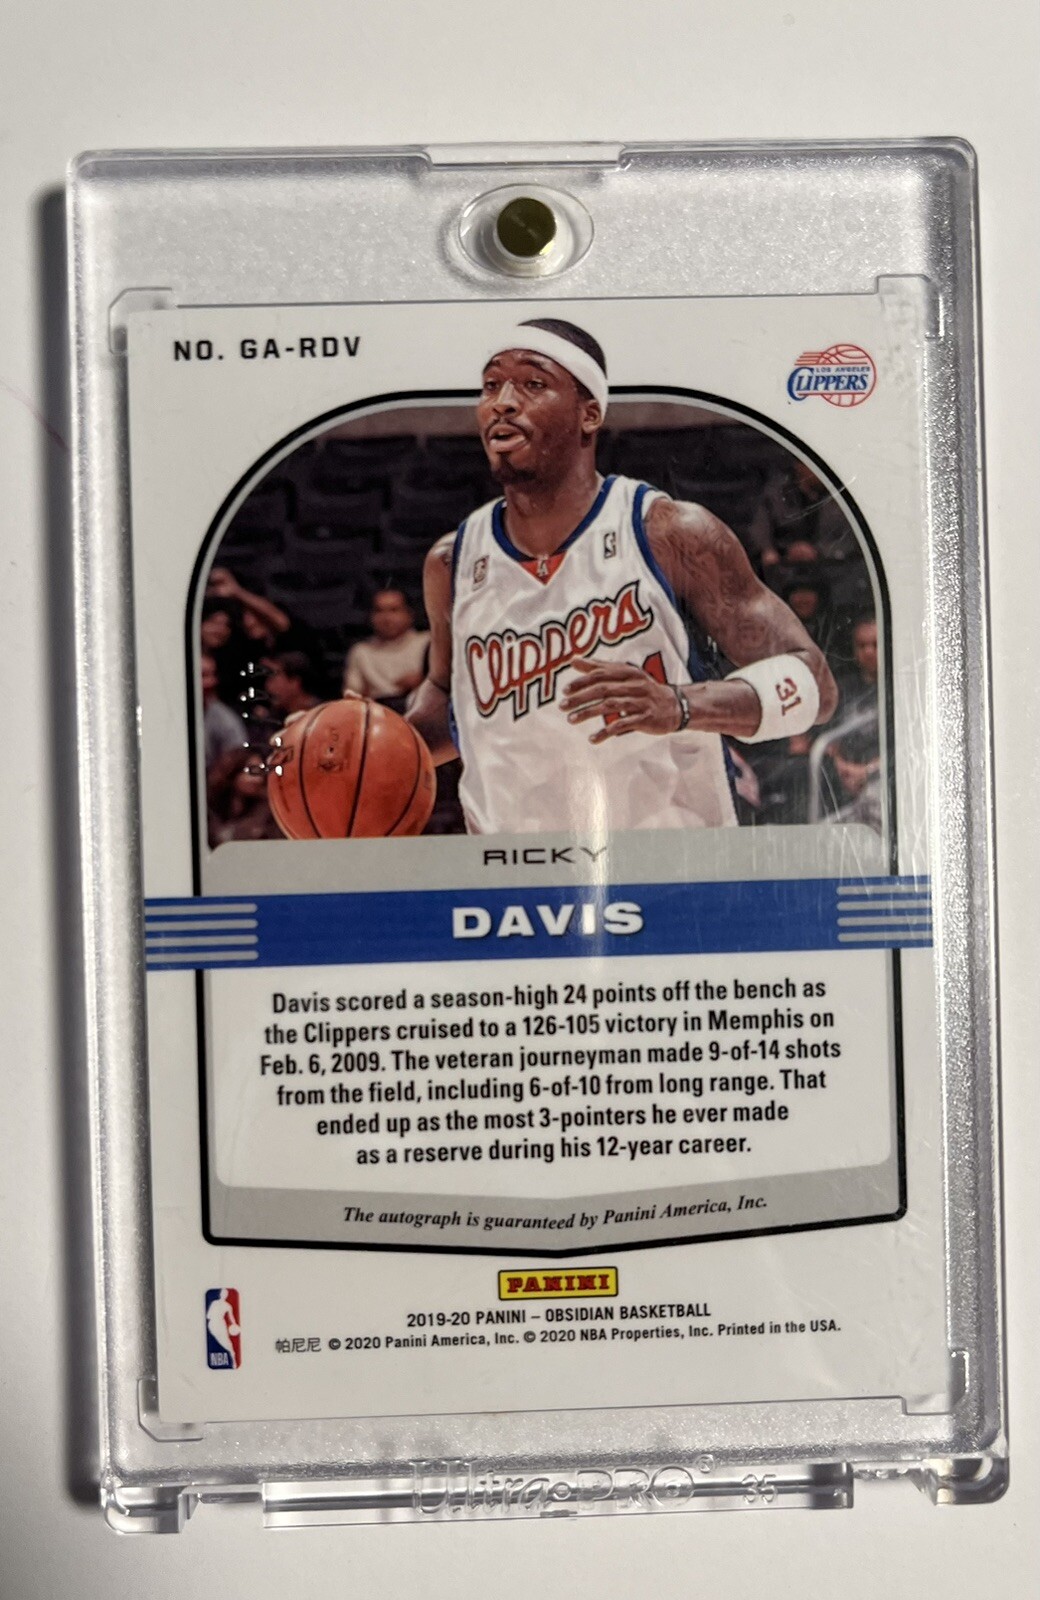 NO. GA-RDV
LOS ANGELES
CLIPPERS
Clippers
31
RICKY
DAVIS
Davis scored a season-high 24 points off the bench as
the Clippers cruised to a 126-105 victory in Memphis on
Feb. 6, 2009. The veteran journeyman made 9-of-14 shots
from the field, including 6-of-10 from long range. That
ended up as the most 3-pointers he ever made
as a reserve during his 12-year career.
The autograph is guaranteed by Panini America, Inc.
PANINI
2019-20 PANINI – OBSIDIAN BASKETBALL
帕尼尼 © 2020 Panini America, Inc. © 2020 NBA Properties, Inc. Printed in the USA.
NBA
Ultra•PRO® 35